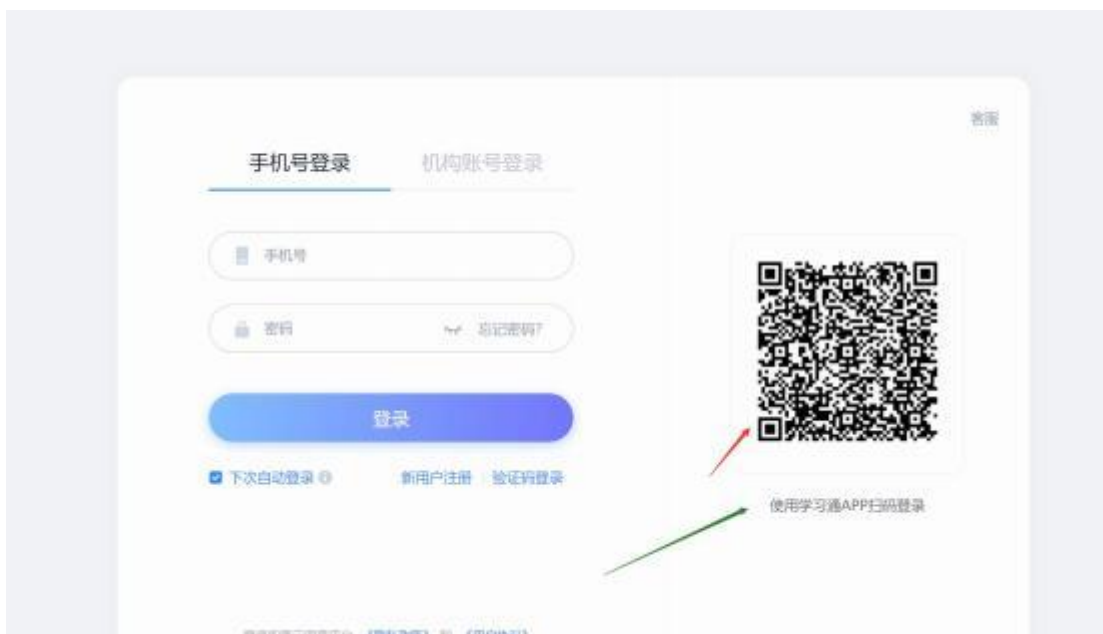 客服
手机号登录 机构账号登录
手机号
密码 忘记密码?
登录
下次自动登录 新用户注册 验证码登录
使用学习通APP扫码登录